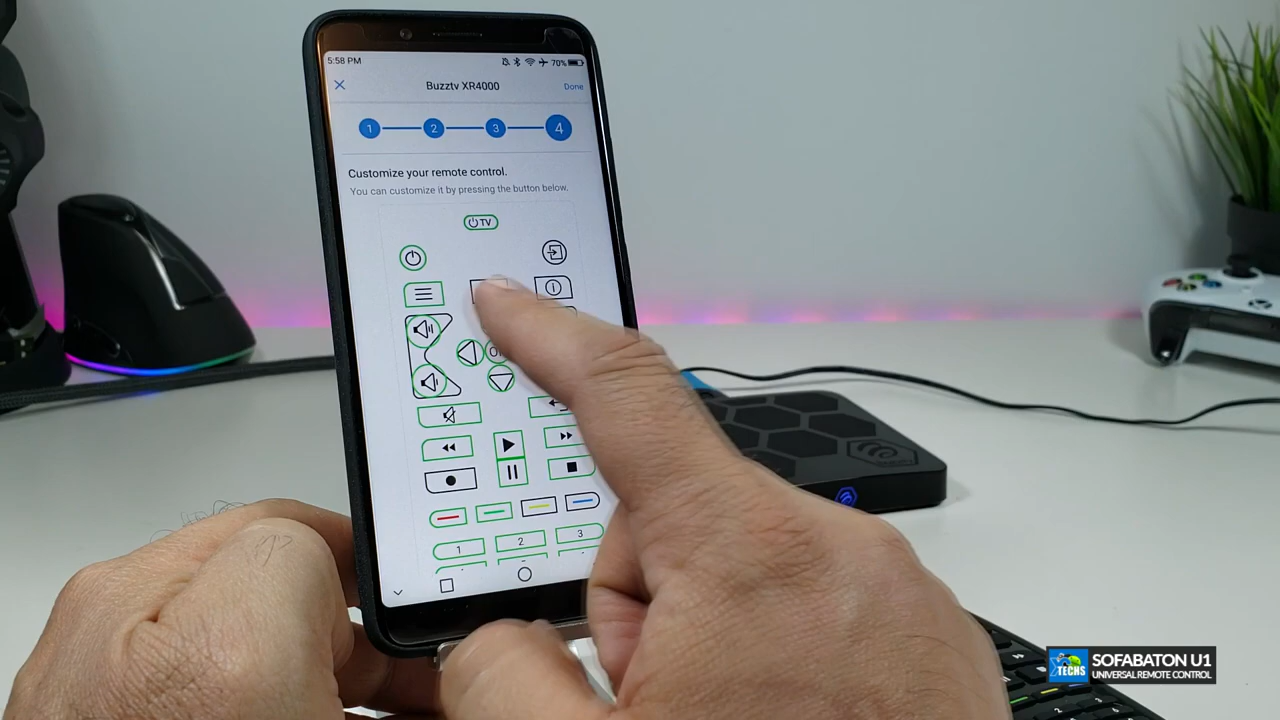 5:58 PM
70%
Buzztv XR4000
Done
1
2
3
4
Customize your remote control.
You can customize it by pressing the button below.
TV
1
2
3
TECHS
SOFABATON U1
UNIVERSAL REMOTE CONTROL